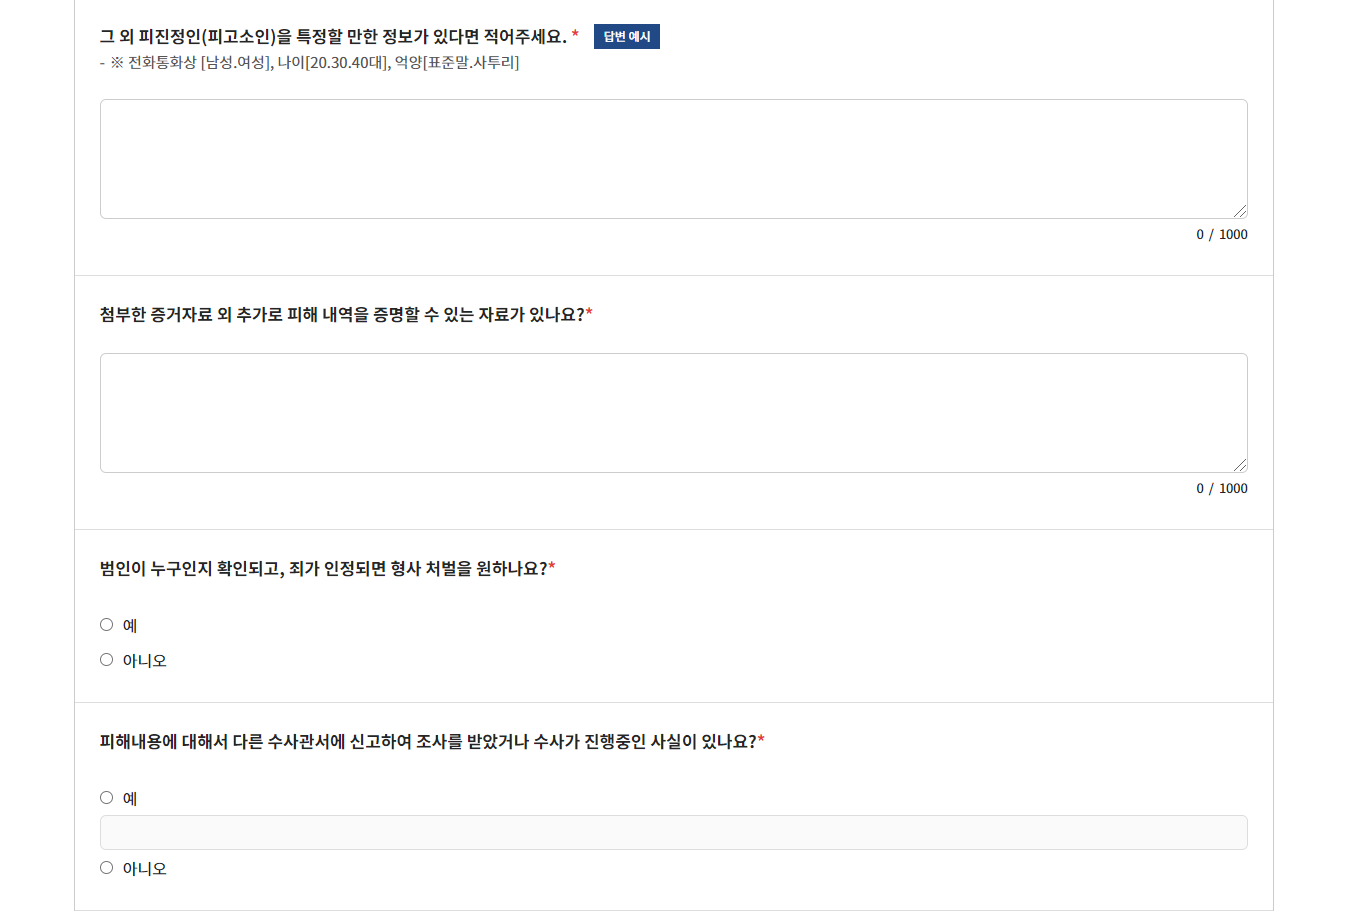 그 외 피진정인(피고소인)을 특정할 만한 정보가 있다면 적어주세요. * 답변 예시
- ※ 전화통화상 [남성.여성], 나이[20.30.40대], 억양[표준말.사투리]
0 / 1000
첨부한 증거자료 외 추가로 피해 내역을 증명할 수 있는 자료가 있나요?*
0 / 1000
범인이 누구인지 확인되고, 죄가 인정되면 형사 처벌을 원하나요?*
예
아니오
피해내용에 대해서 다른 수사관서에 신고하여 조사를 받았거나 수사가 진행중인 사실이 있나요?*
예
아니오